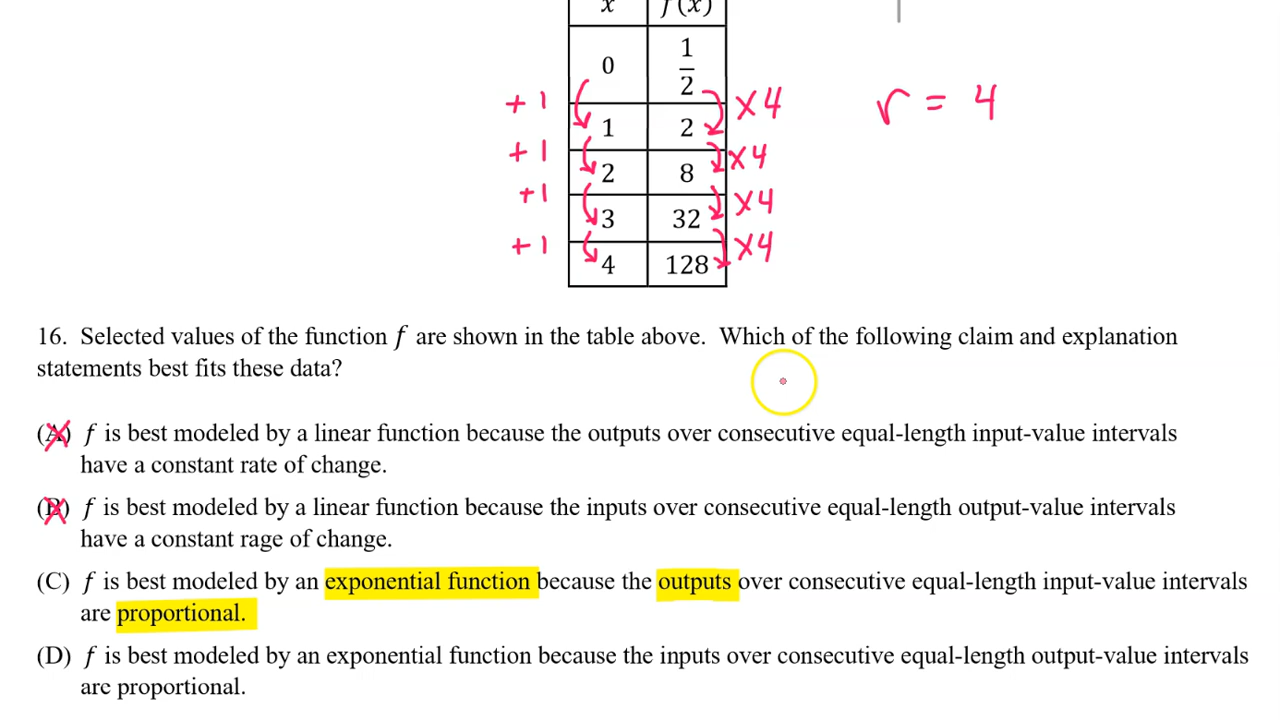 x f(x)
0 1/2
+1 ×4 r = 4
1 2
+1 ×4
2 8
+1 ×4
3 32
+1 ×4
4 128
16. Selected values of the function f are shown in the table above. Which of the following claim and explanation
statements best fits these data?
(A) f is best modeled by a linear function because the outputs over consecutive equal-length input-value intervals
have a constant rate of change.
(B) f is best modeled by a linear function because the inputs over consecutive equal-length output-value intervals
have a constant rage of change.
(C) f is best modeled by an exponential function because the outputs over consecutive equal-length input-value intervals
are proportional.
(D) f is best modeled by an exponential function because the inputs over consecutive equal-length output-value intervals
are proportional.